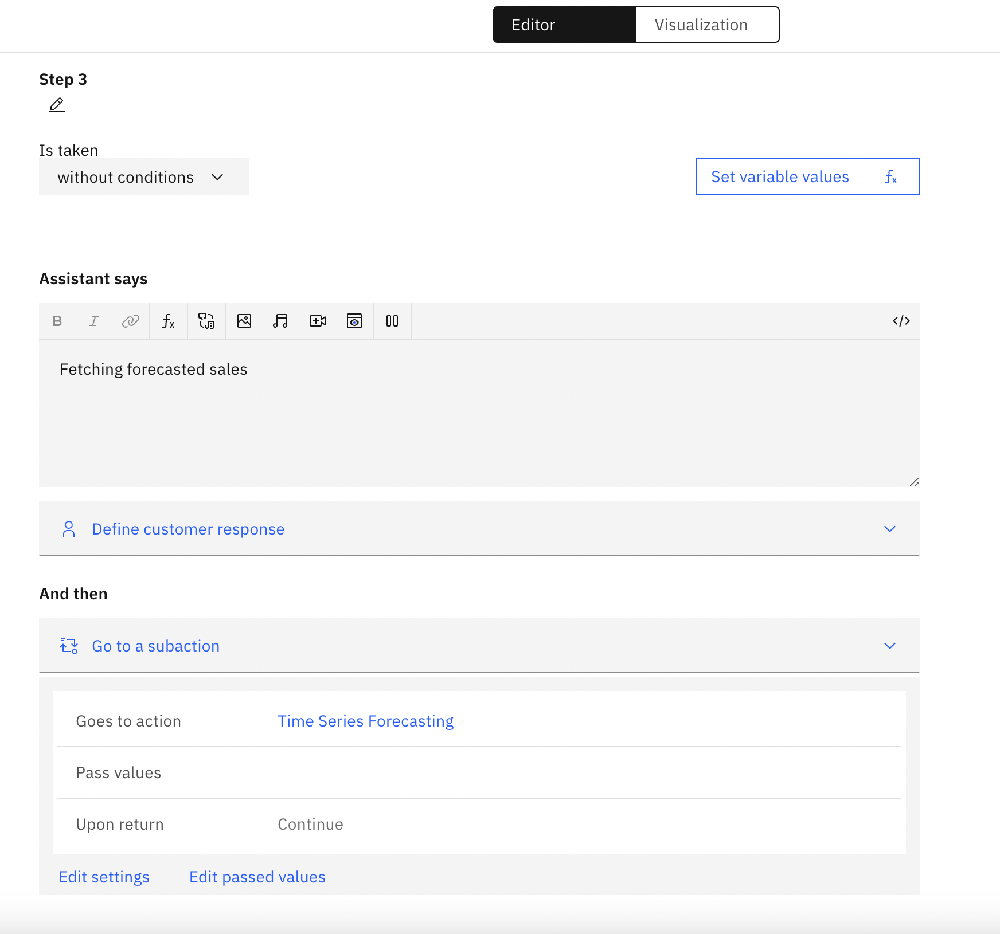 Editor
Visualization
Step 3
Is taken
without conditions
Set variable values fx
Assistant says
B I fx </>
Fetching forecasted sales
Define customer response
And then
Go to a subaction
Goes to action Time Series Forecasting
Pass values
Upon return Continue
Edit settings Edit passed values